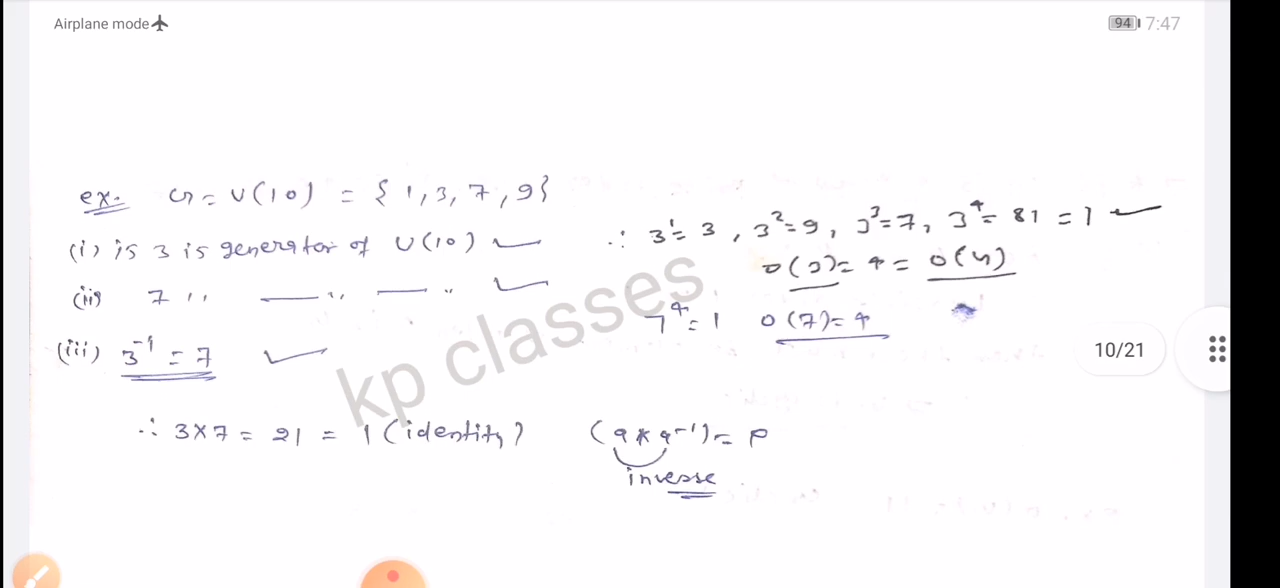 Airplane mode
94 7:47
ex. G = U(10) = { 1, 3, 7, 9}
(i) is 3 is generator of U(10)
∴ 3¹= 3 , 3²=9, 3³=7, 3⁴= 81 = 1
o(3)= 4 = o(G)
(ii) 7 '' — '' — ''
7⁴=1 o(7)=4
(iii) 3⁻¹ = 7
10/21
kp classes
∴ 3×7 = 21 = 1 (identity)
(a * a⁻¹) = e
inverse